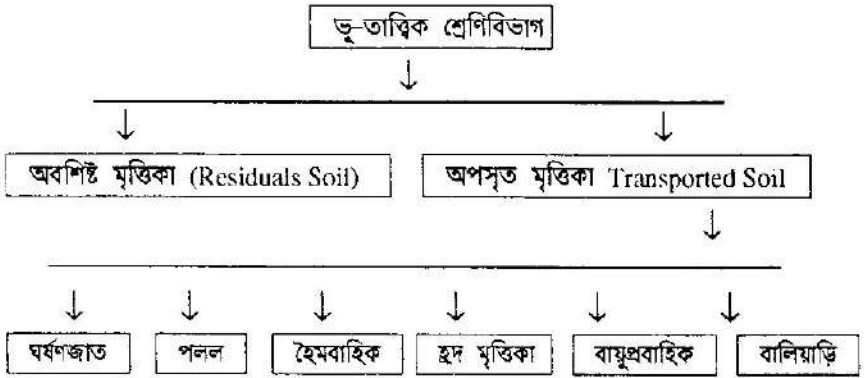 ভূ-তাত্ত্বিক শ্রেণিবিভাগ
অবশিষ্ট মৃত্তিকা (Residuals Soil) অপসৃত মৃত্তিকা Transported Soil
ঘর্ষণজাত পলল হৈমবাহিক হ্রদ মৃত্তিকা বায়ুপ্রবাহিক বালিয়াড়ি